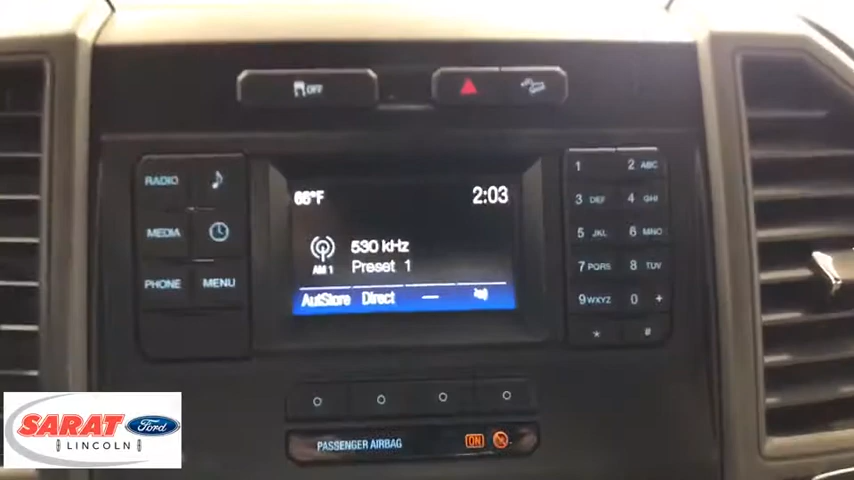 OFF
RADIO
MEDIA
PHONE
MENU
2:03
530 kHz
AM 1
Preset 1
AutStore Direct
1
2 ABC
3 DEF
4 GHI
5 JKL
6 MNO
7 PQRS
8 TUV
9 WXYZ
0 +
* #
PASSENGER AIRBAG ON
SARAT Ford
LINCOLN